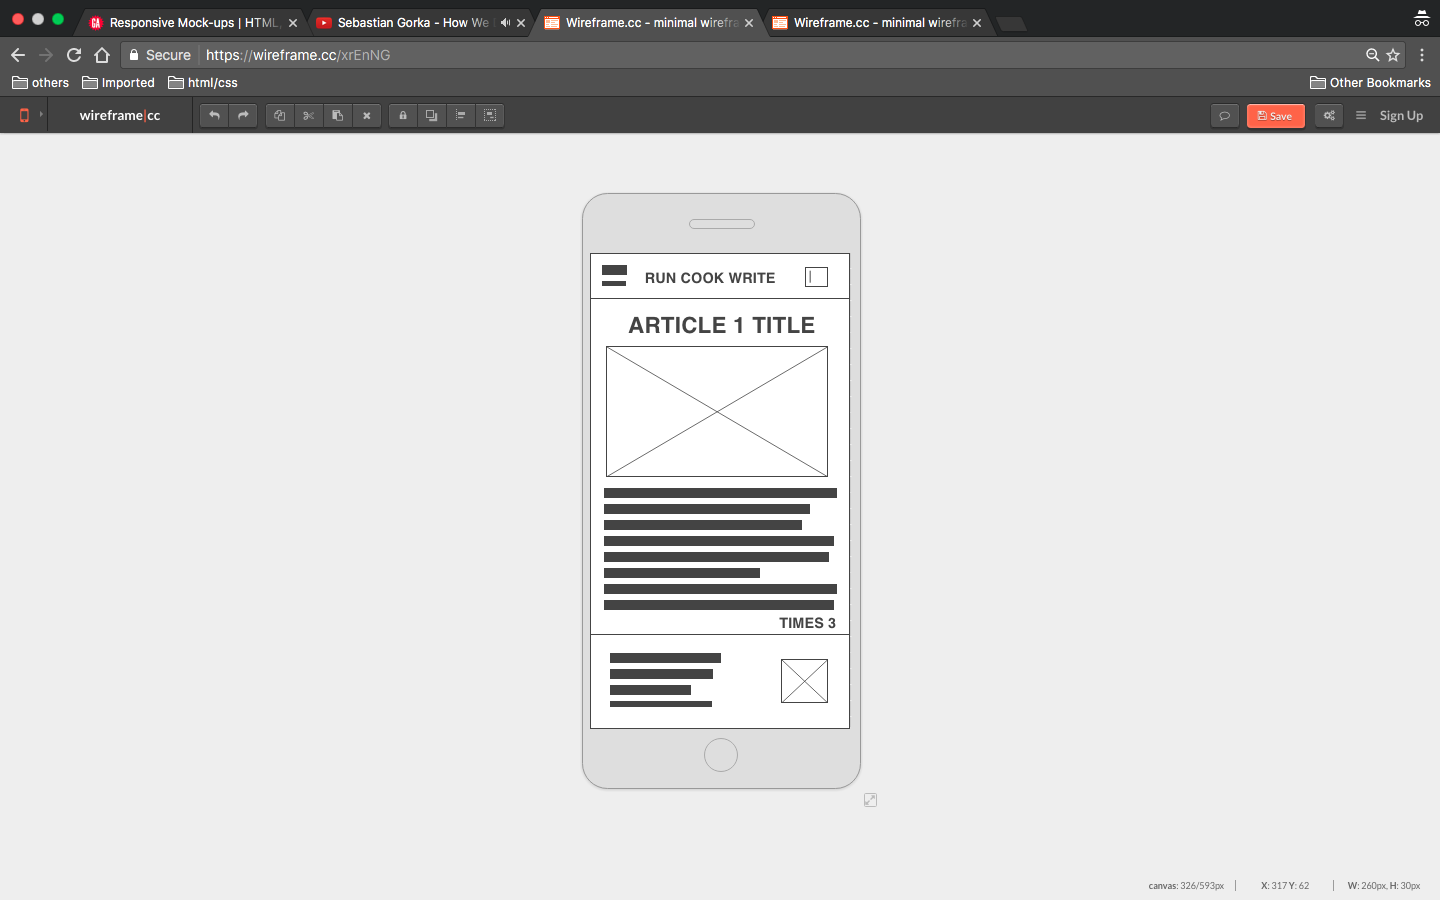 Responsive Mock-ups | HTML
Sebastian Gorka - How We
Wireframe.cc - minimal wirefra
Wireframe.cc - minimal wirefr
Secure
https://wireframe.cc/xrEnNG
others
Imported
html/css
Other Bookmarks
wireframe|cc
Save
Sign Up
RUN COOK WRITE
ARTICLE 1 TITLE
TIMES 3
canvas: 326/593px
X: 317 Y: 62
W: 260px, H: 30px